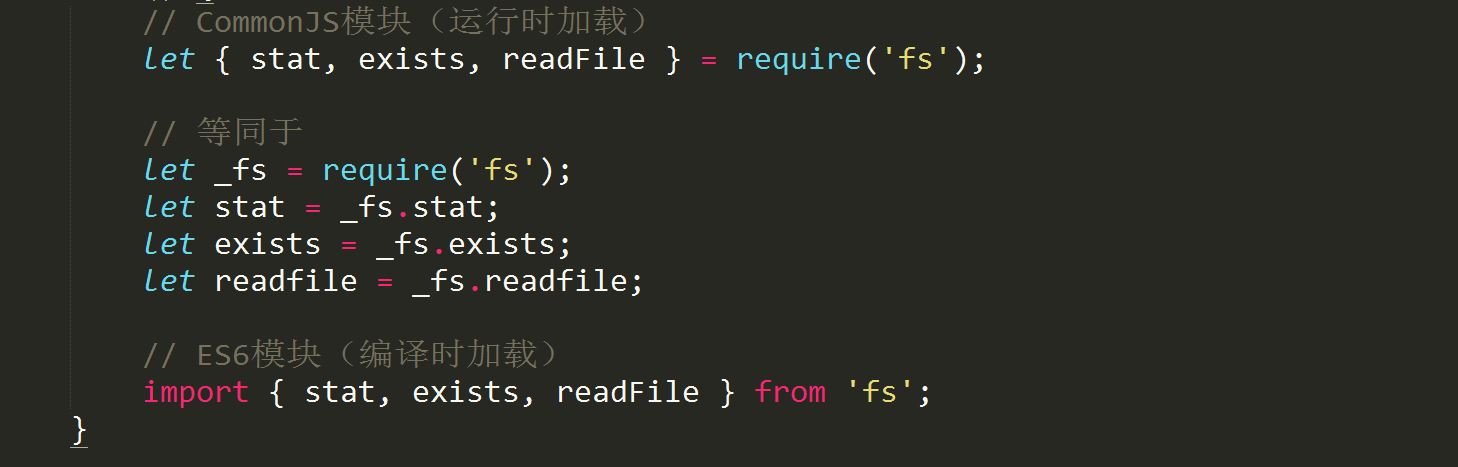 // CommonJS模块（运行时加载）
let { stat, exists, readFile } = require('fs');
// 等同于
let _fs = require('fs');
let stat = _fs.stat;
let exists = _fs.exists;
let readfile = _fs.readfile;
// ES6模块（编译时加载）
import { stat, exists, readFile } from 'fs';
}